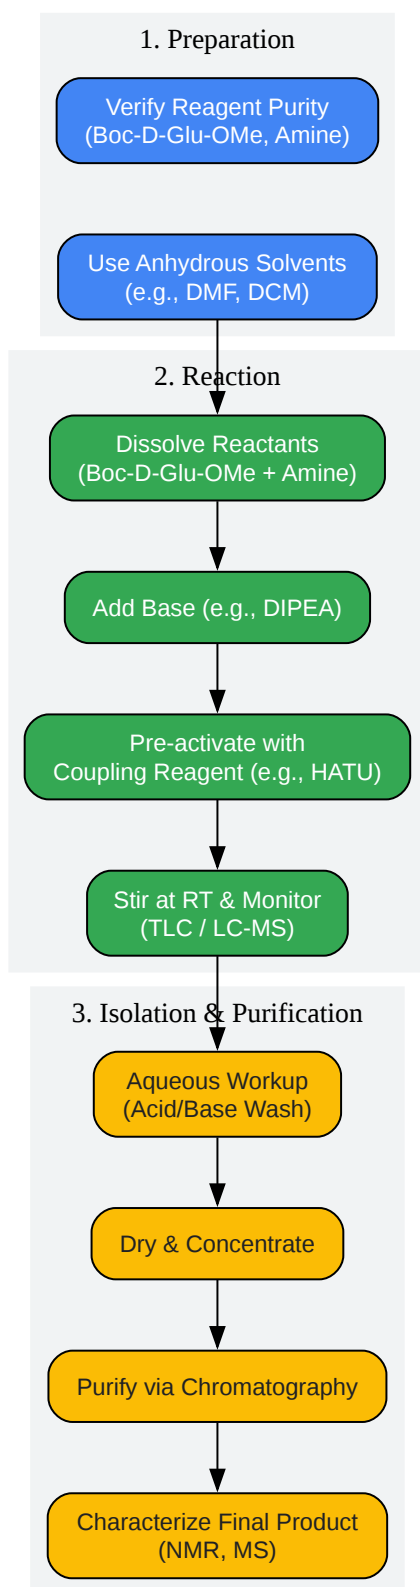 1. Preparation
Verify Reagent Purity
(Boc-D-Glu-OMe, Amine)
Use Anhydrous Solvents
(e.g., DMF, DCM)
2. Reaction
Dissolve Reactants
(Boc-D-Glu-OMe + Amine)
Add Base (e.g., DIPEA)
Pre-activate with
Coupling Reagent (e.g., HATU)
Stir at RT & Monitor
(TLC / LC-MS)
3. Isolation & Purification
Aqueous Workup
(Acid/Base Wash)
Dry & Concentrate
Purify via Chromatography
Characterize Final Product
(NMR, MS)